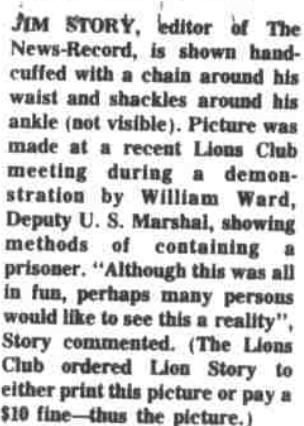 JIM STORY, editor of The
News-Record, is shown hand-
cuffed with a chain around his
waist and shackles around his
ankle (not visible). Picture was
made at a recent Lions Club
meeting during a demon-
stration by William Ward,
Deputy U. S. Marshal, showing
methods of containing a
prisoner. "Although this was all
in fun, perhaps many persons
would like to see this a reality",
Story commented. (The Lions
Club ordered Lion Story to
either print this picture or pay a
$10 fine—thus the picture.)